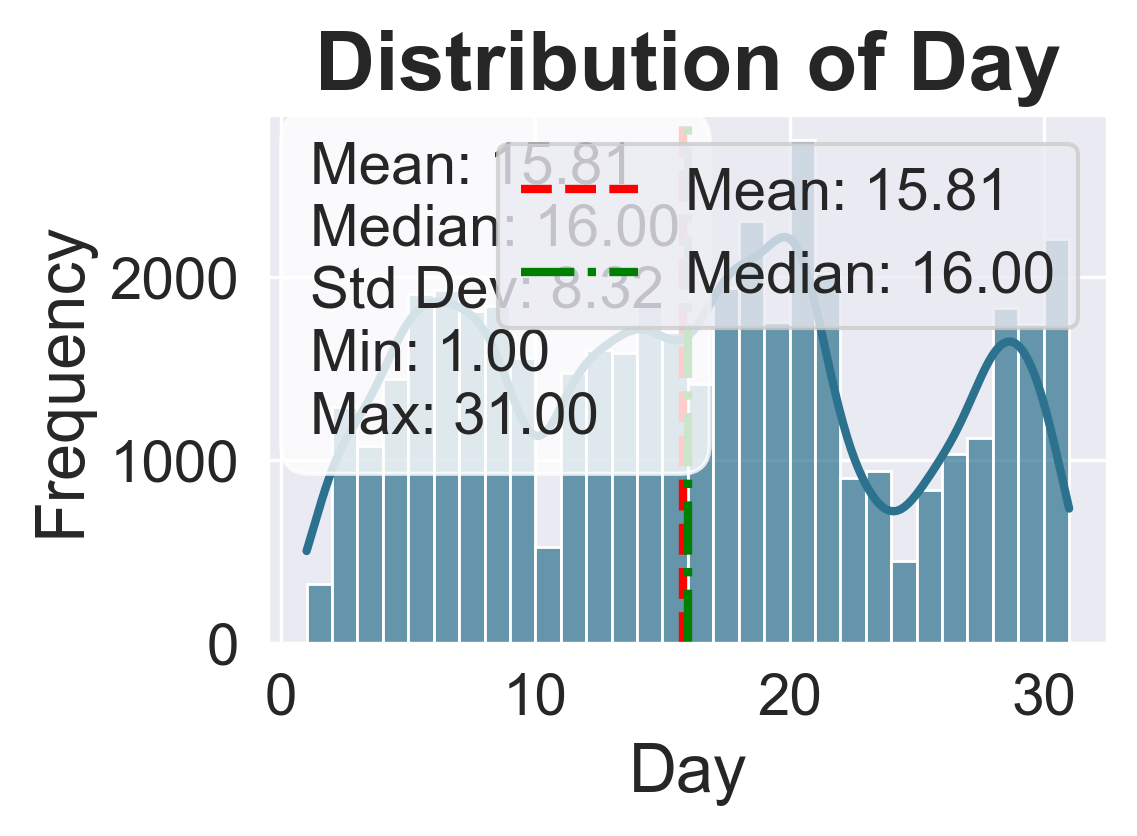 Distribution of Day
Mean: 15.81
Median: 16.00
Std Dev: 8.32
Min: 1.00
Max: 31.00
Mean: 15.81
Median: 16.00
Frequency
2000
1000
0
0 10 20 30
Day